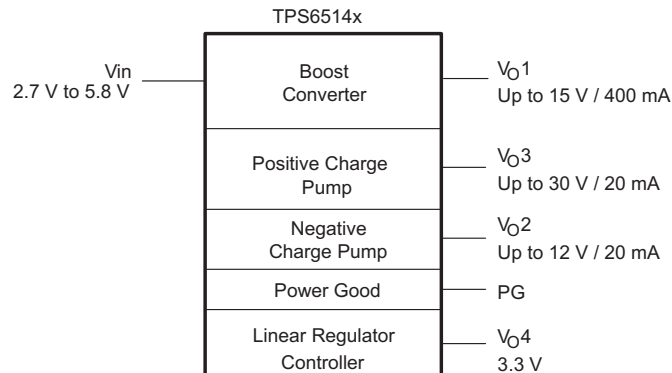 TPS6514x
Vin
2.7 V to 5.8 V
Boost
Converter
VO1
Up to 15 V / 400 mA
Positive Charge
Pump
VO3
Up to 30 V / 20 mA
Negative
Charge Pump
VO2
Up to 12 V / 20 mA
Power Good
PG
Linear Regulator
Controller
VO4
3.3 V